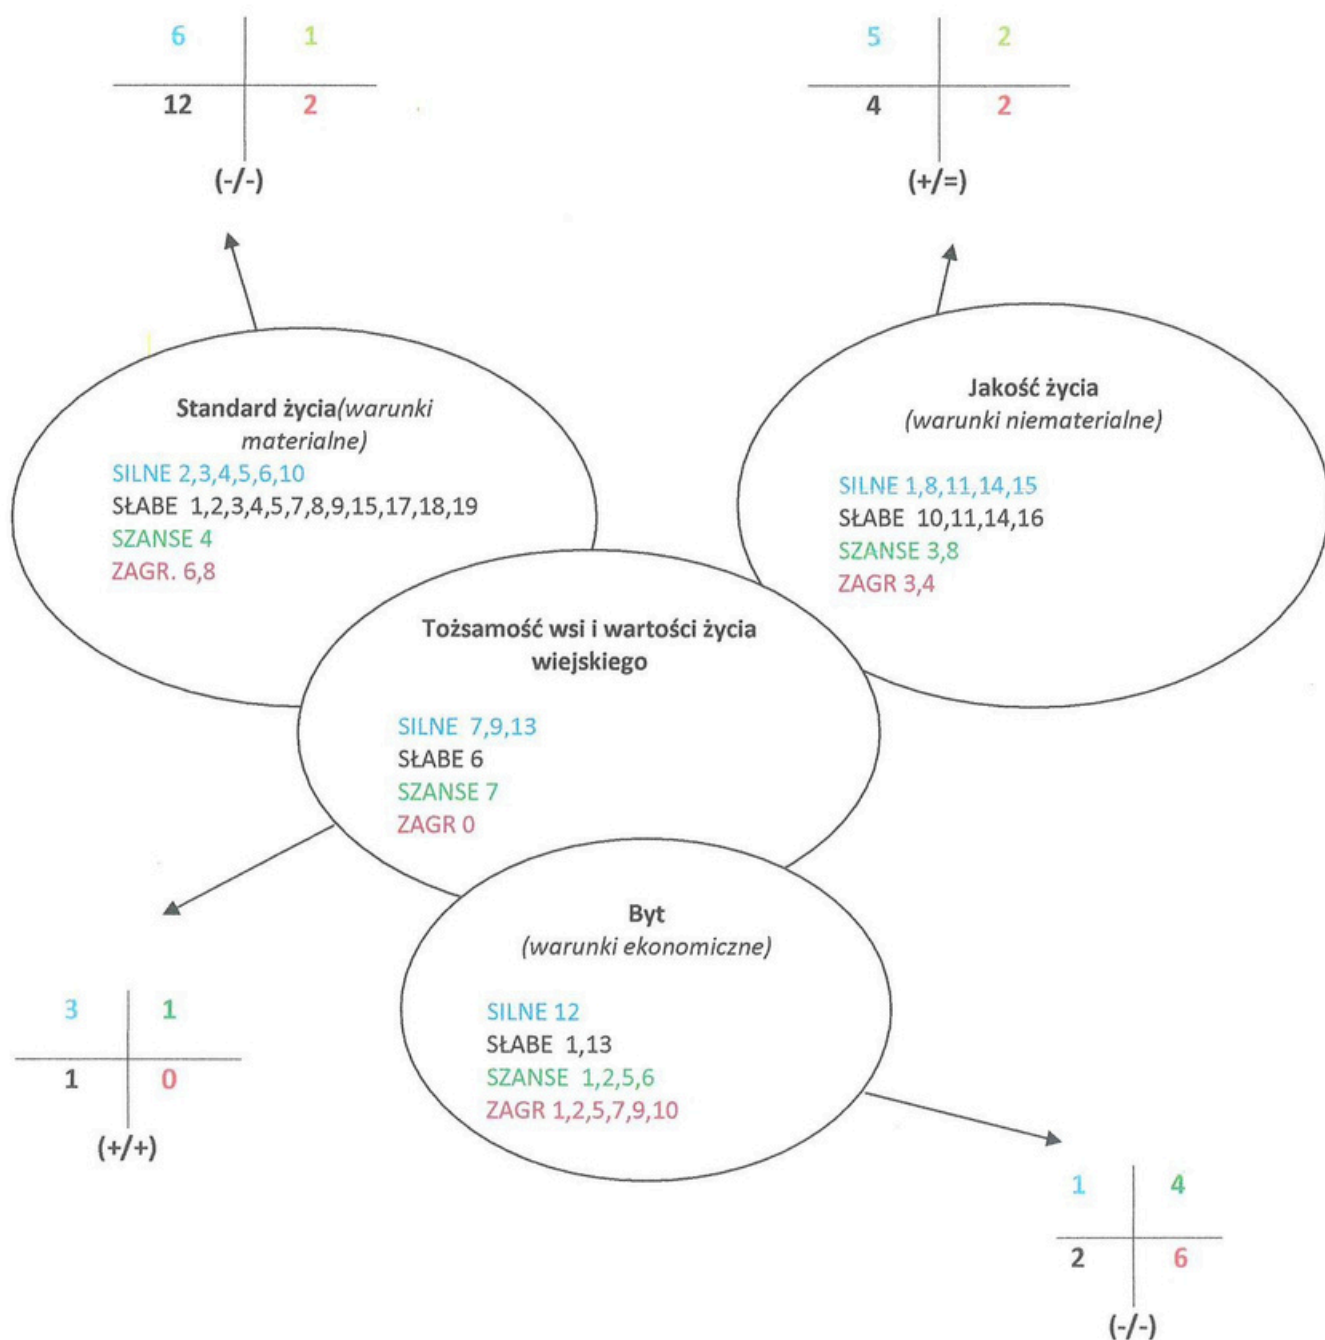 6 1
12 2
(-/-)
5 2
4 2
(+/=)
Standard życia(warunki
materialne)
SILNE 2,3,4,5,6,10
SŁABE 1,2,3,4,5,7,8,9,15,17,18,19
SZANSE 4
ZAGR. 6,8
Jakość życia
(warunki niematerialne)
SILNE 1,8,11,14,15
SŁABE 10,11,14,16
SZANSE 3,8
ZAGR 3,4
Tożsamość wsi i wartości życia
wiejskiego
SILNE 7,9,13
SŁABE 6
SZANSE 7
ZAGR 0
Byt
(warunki ekonomiczne)
SILNE 12
SŁABE 1,13
SZANSE 1,2,5,6
ZAGR 1,2,5,7,9,10
3 1
1 0
(+/+)
1 4
2 6
(-/-)